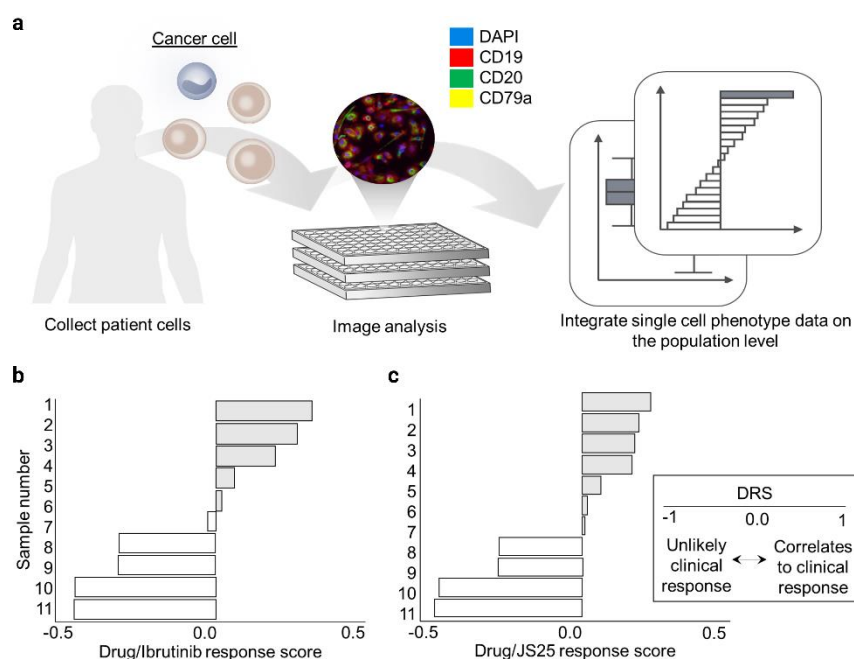 a
Cancer cell
DAPI
CD19
CD20
CD79a
Collect patient cells
Image analysis
Integrate single cell phenotype data on
the population level
b
Sample number
1
2
3
4
5
6
7
8
9
10
11
-0.5
0.0
0.5
Drug/Ibrutinib response score
c
1
2
3
4
5
6
7
8
9
10
11
-0.5
0.0
0.5
Drug/JS25 response score
DRS
-1 0.0 1
Unlikely Correlates
clinical to clinical
response response